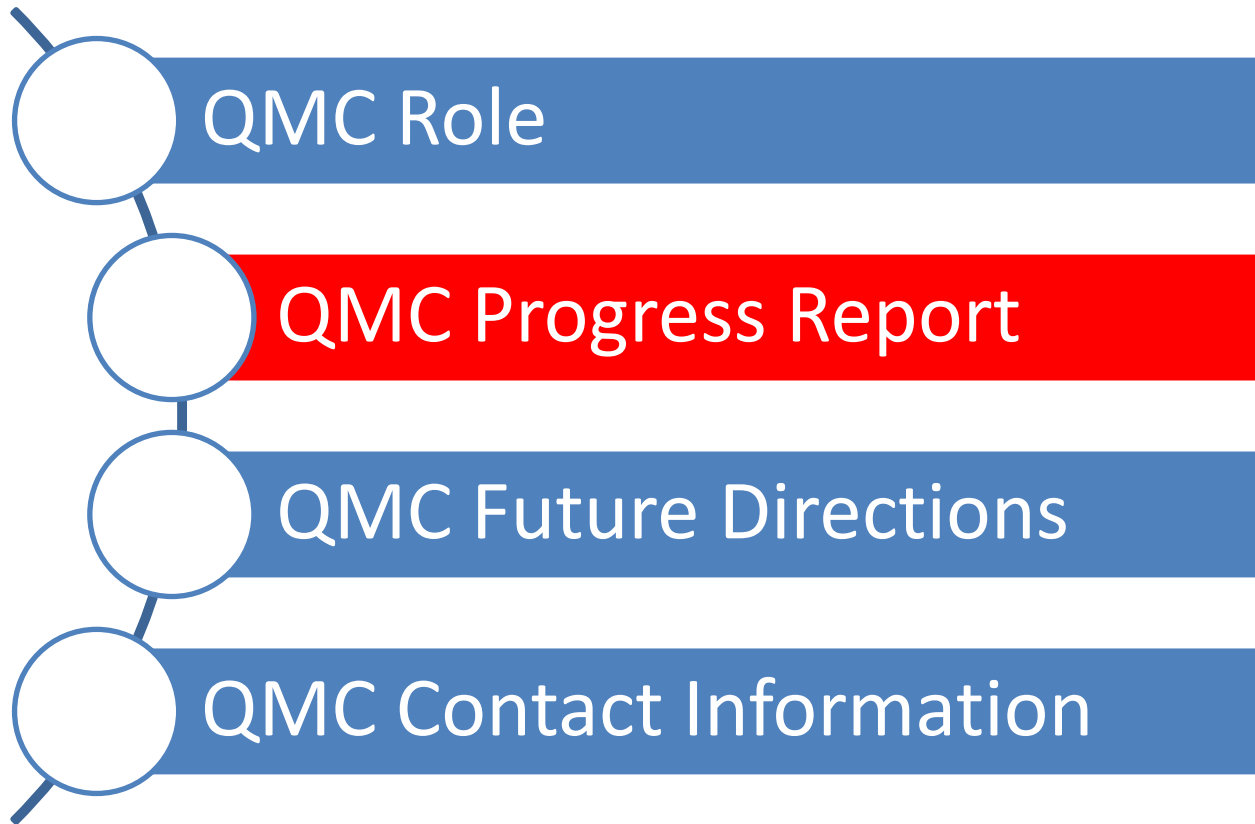 QMC Role
QMC Progress Report
QMC Future Directions
QMC Contact Information